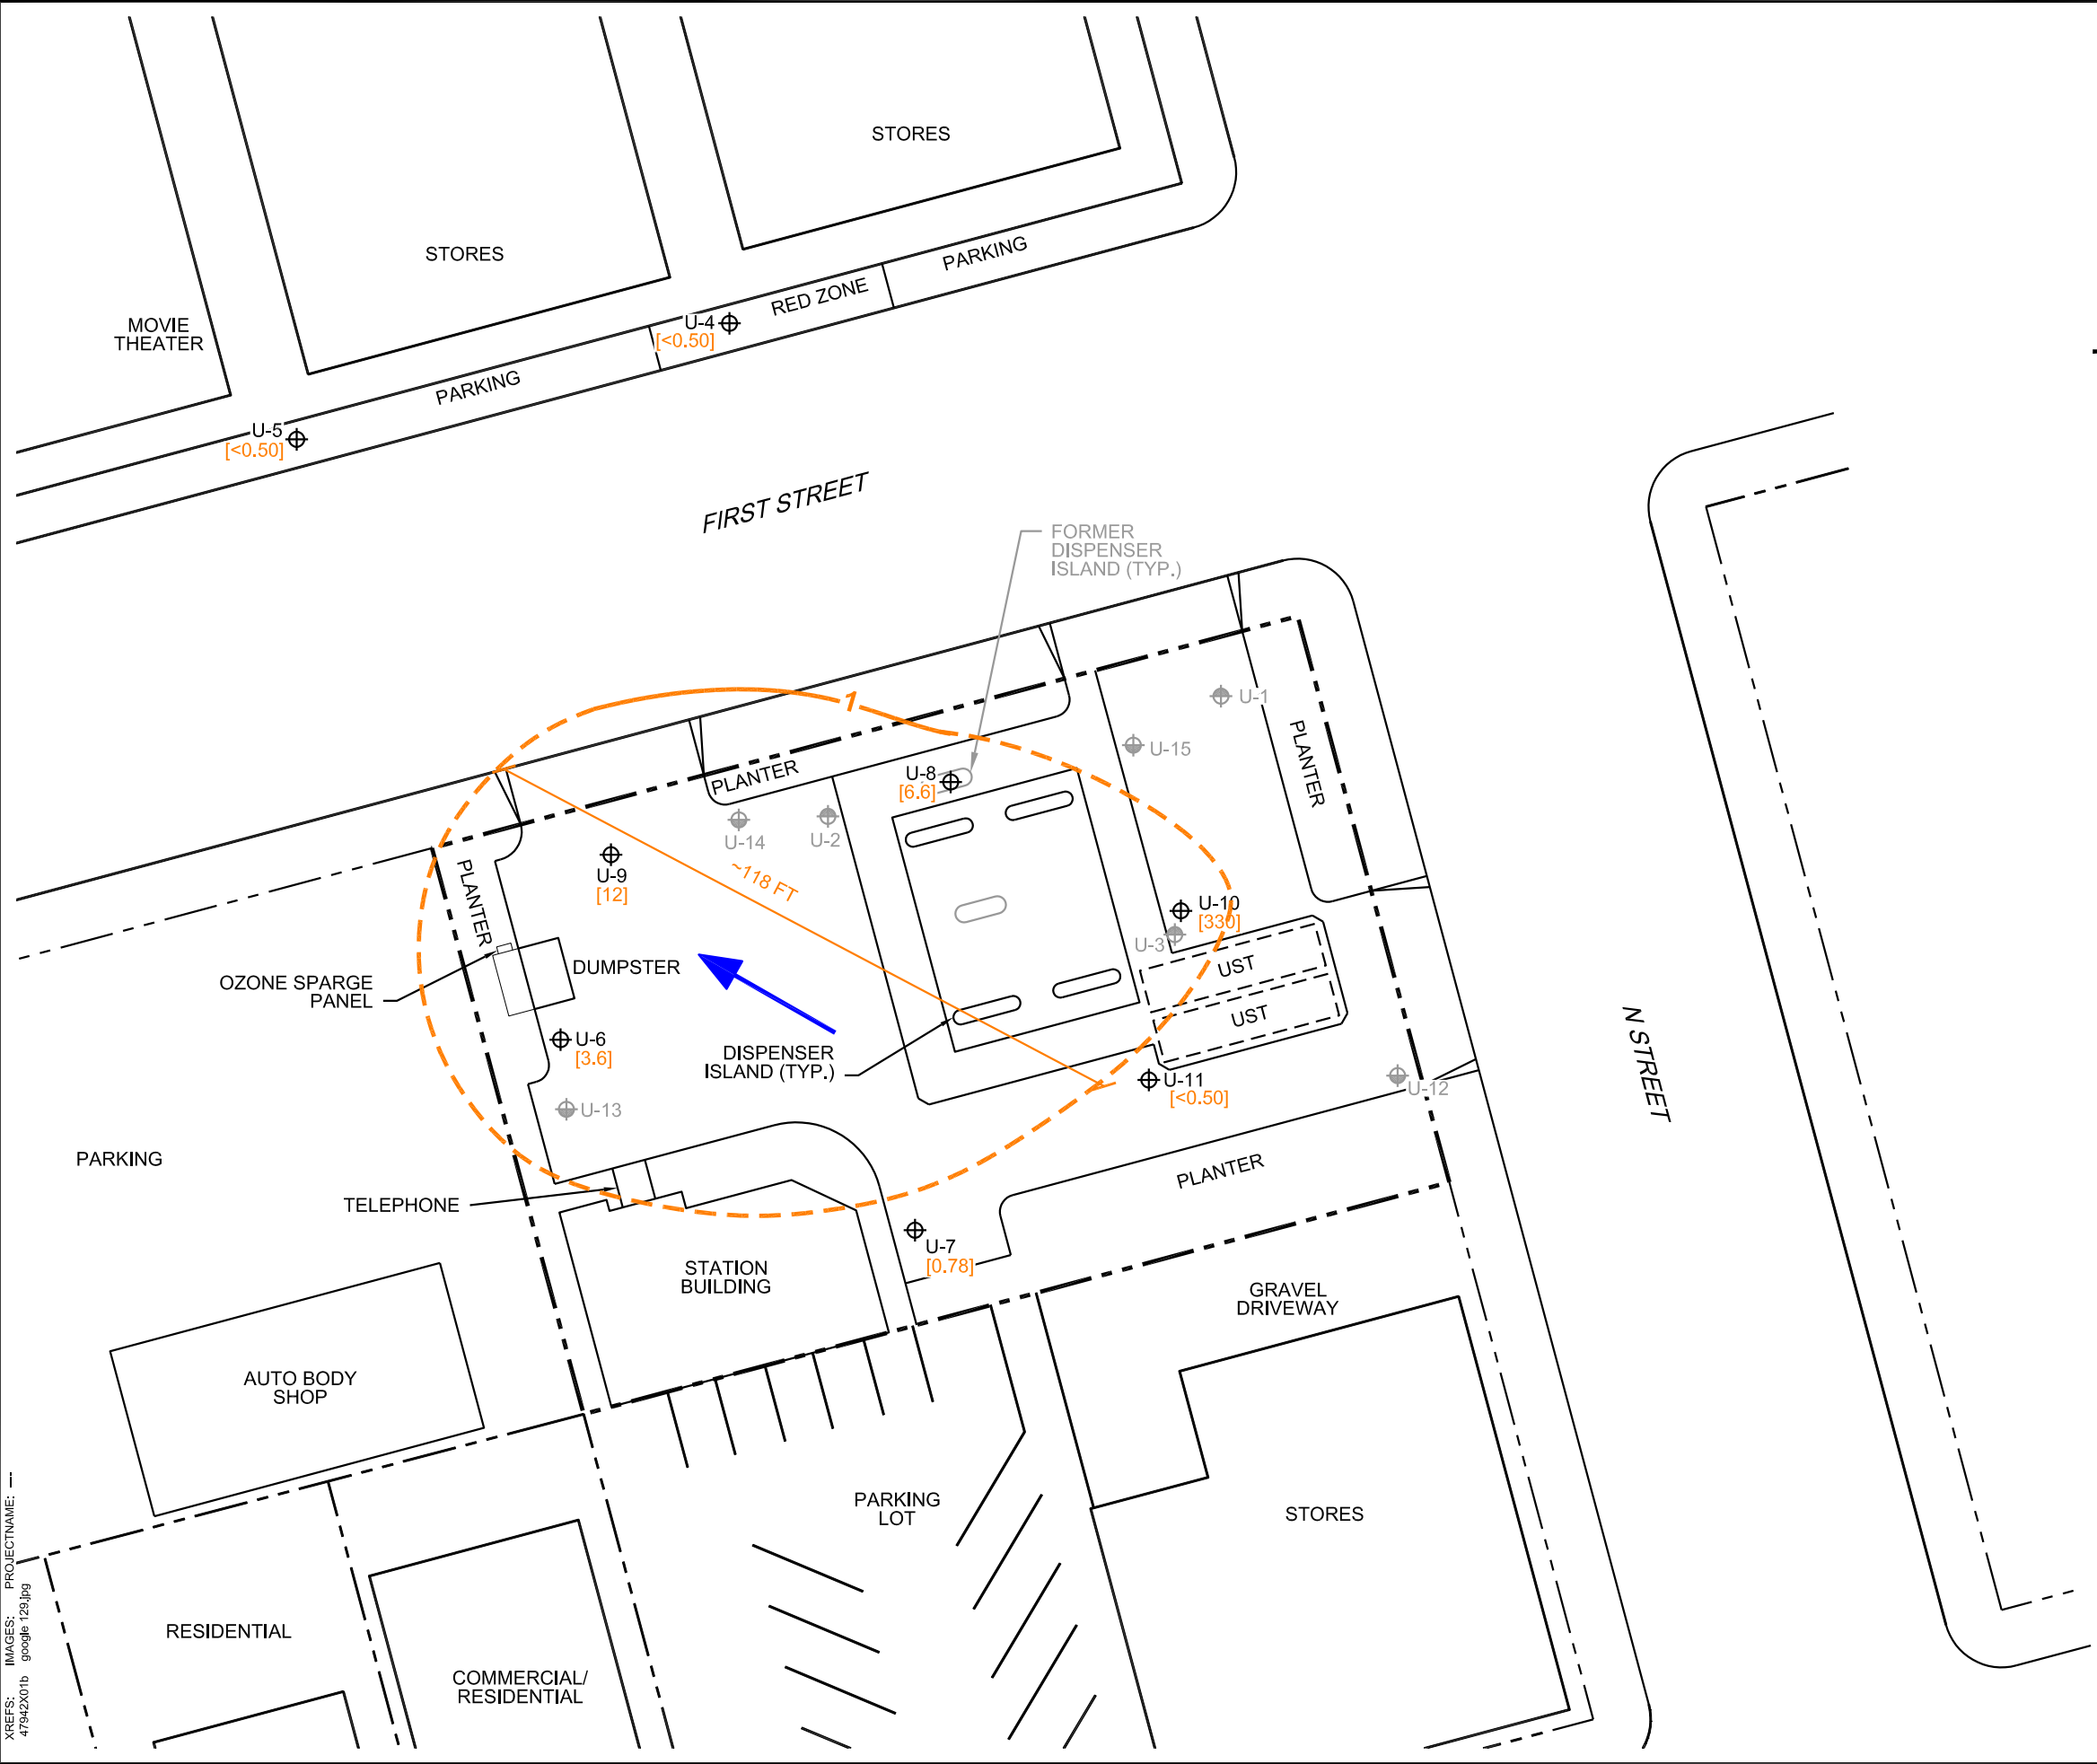 STORES
STORES
PARKING
RED ZONE
MOVIE
THEATER
U-4
[<0.50]
PARKING
U-5
[<0.50]
FIRST STREET
FORMER
DISPENSER
ISLAND (TYP.)
1
U-1
U-15
PLANTER
PLANTER
U-8
[6.6]
U-14
U-2
U-9
[12]
~118 FT
PLANTER
U-10
[330]
U-3
UST
UST
OZONE SPARGE
PANEL
DUMPSTER
U-6
[3.6]
DISPENSER
ISLAND (TYP.)
U-11
[<0.50]
U-12
N STREET
U-13
PARKING
PLANTER
TELEPHONE
U-7
[0.78]
STATION
BUILDING
GRAVEL
DRIVEWAY
AUTO BODY
SHOP
PARKING
LOT
STORES
RESIDENTIAL
COMMERCIAL/
RESIDENTIAL
XREFS: IMAGES: PROJECTNAME: ----
47942X01b google 129.jpg